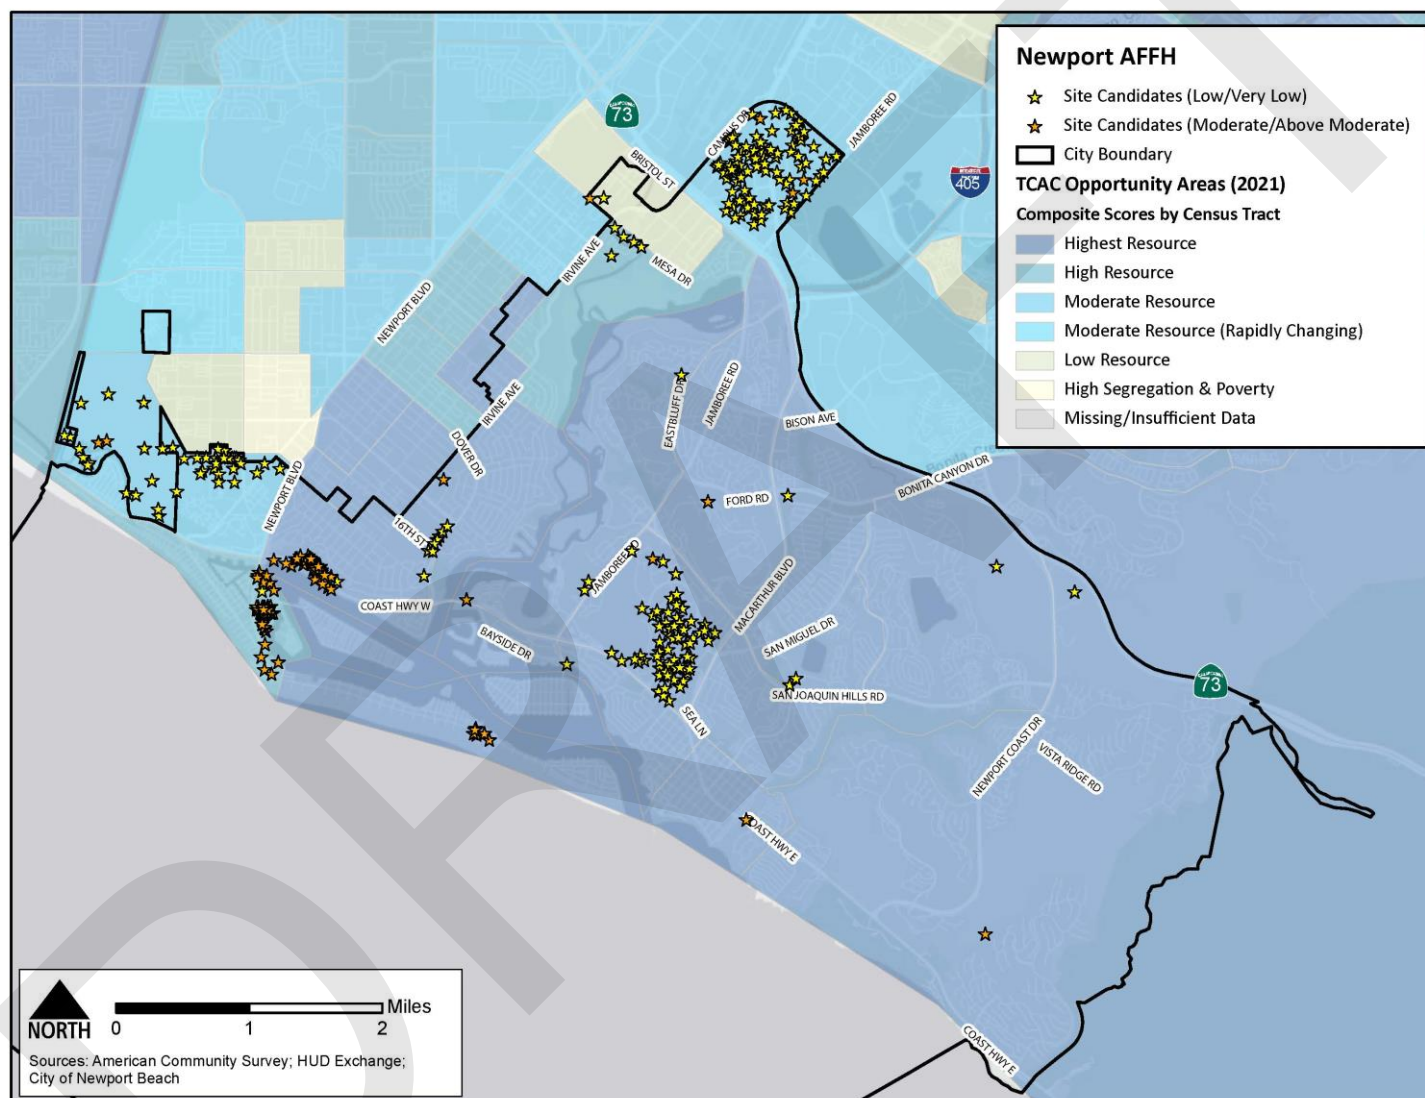 Newport AFFH
Site Candidates (Low/Very Low)
Site Candidates (Moderate/Above Moderate)
City Boundary
TCAC Opportunity Areas (2021)
Composite Scores by Census Tract
Highest Resource
High Resource
Moderate Resource
Moderate Resource (Rapidly Changing)
Low Resource
High Segregation & Poverty
Missing/Insufficient Data
73
CAMPUS DR
JAMBOREE RD
BRISTOL ST
405
IRVINE AVE
MESA DR
NEWPORT BLVD
EASTBLUFF DR
JAMBOREE RD
IRVINE AVE
BISON AVE
DOVER DR
BONITA CANYON DR
NEWPORT BLVD
FORD RD
16TH ST
JAMBOREE RD
MACARTHUR BLVD
COAST HWY W
BAYSIDE DR
SAN MIGUEL DR
SAN JOAQUIN HILLS RD
73
SEA LN
NEWPORT COAST DR
VISTA RIDGE RD
COAST HWY E
COAST HWY E
NORTH
0 1 2 Miles
Sources: American Community Survey; HUD Exchange;
City of Newport Beach
DRAFT